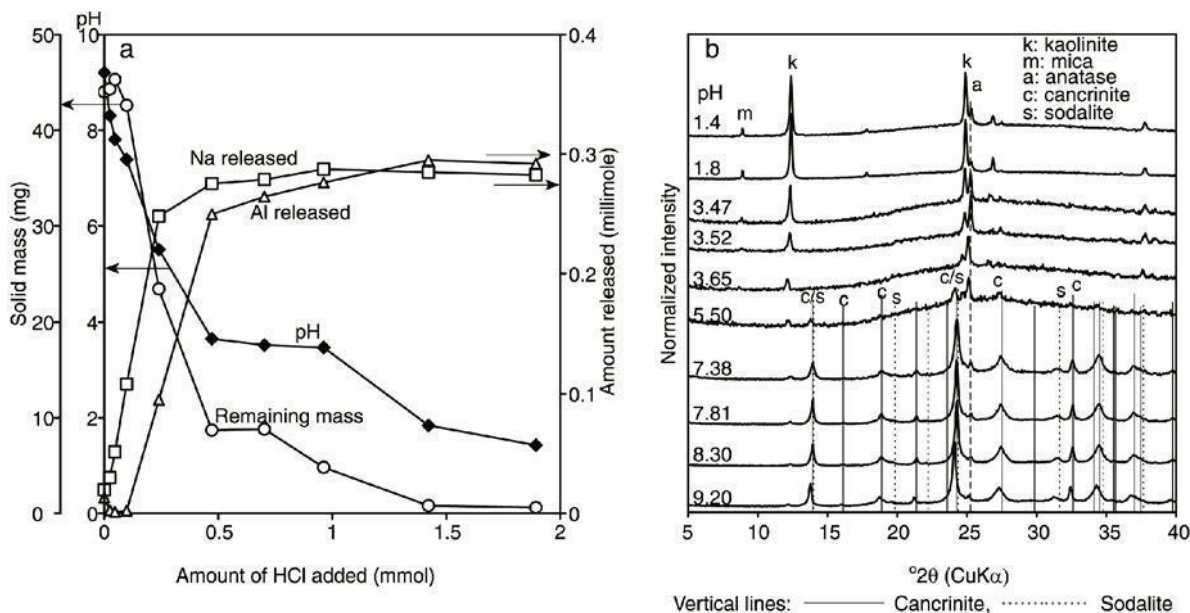 pH
50
40
30
20
10
0
Solid mass (mg)
10
8
6
4
2
0
a
Na released
Al released
pH
Remaining mass
0.4
0.3
0.2
0.1
0
Amount released (millimole)
0 0.5 1 1.5 2
Amount of HCl added (mmol)
b
k: kaolinite
m: mica
a: anatase
c: cancrinite
s: sodalite
k
k
a
m
pH
1.4
1.8
3.47
3.52
3.65
5.50
7.38
7.81
8.30
9.20
c/s c c s c/s c s c
Normalized intensity
5 10 15 20 25 30 35 40
°2θ (CuKα)
Vertical lines: Cancrinite, Sodalite